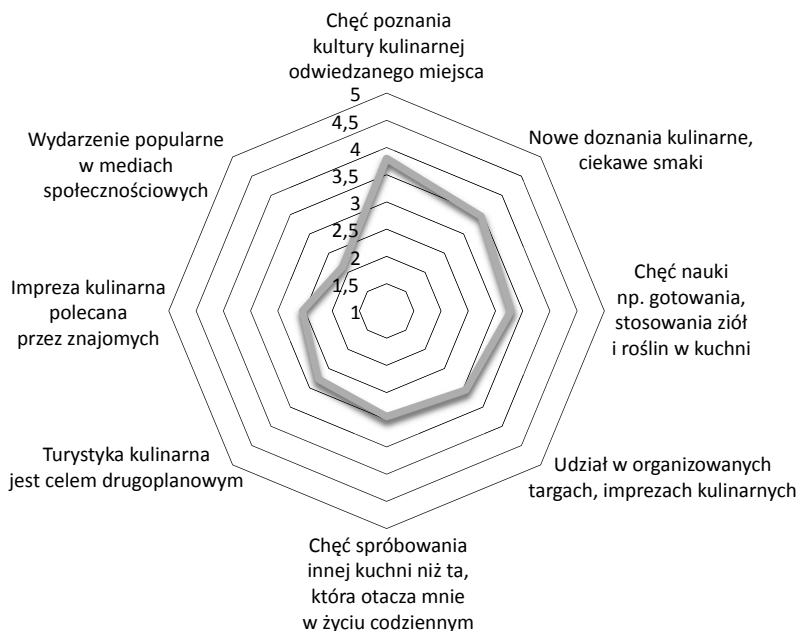 Chęć poznania
kultury kulinarnej
odwiedzanego miejsca
Nowe doznania kulinarne,
ciekawe smaki
Chęć nauki
np. gotowania,
stosowania ziół
i roślin w kuchni
Udział w organizowanych
targach, imprezach kulinarnych
Chęć spróbowania
innej kuchni niż ta,
która otacza mnie
w życiu codziennym
Turystyka kulinarna
jest celem drugoplanowym
Impreza kulinarna
polecana
przez znajomych
Wydarzenie popularne
w mediach
społecznościowych
5
4,5
4
3,5
3
2,5
2
1,5
1